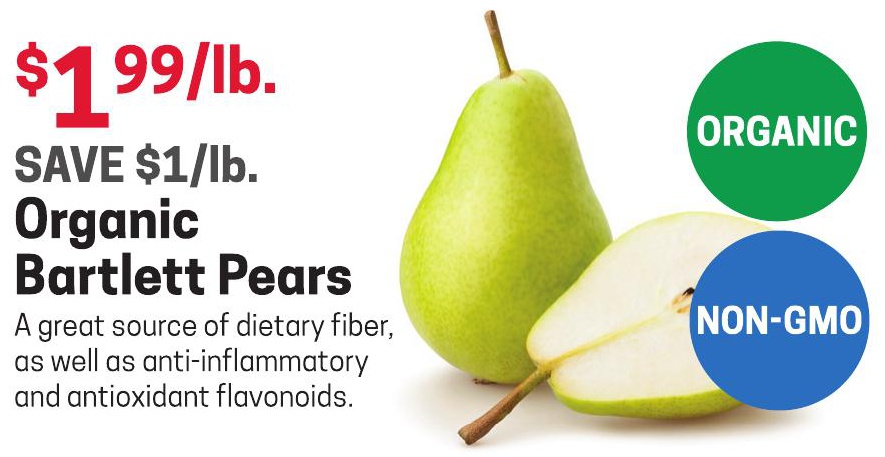 $1 99/lb.
SAVE $1/lb.
Organic
Bartlett Pears
A great source of dietary fiber,
as well as anti-inflammatory
and antioxidant flavonoids.
ORGANIC
NON-GMO